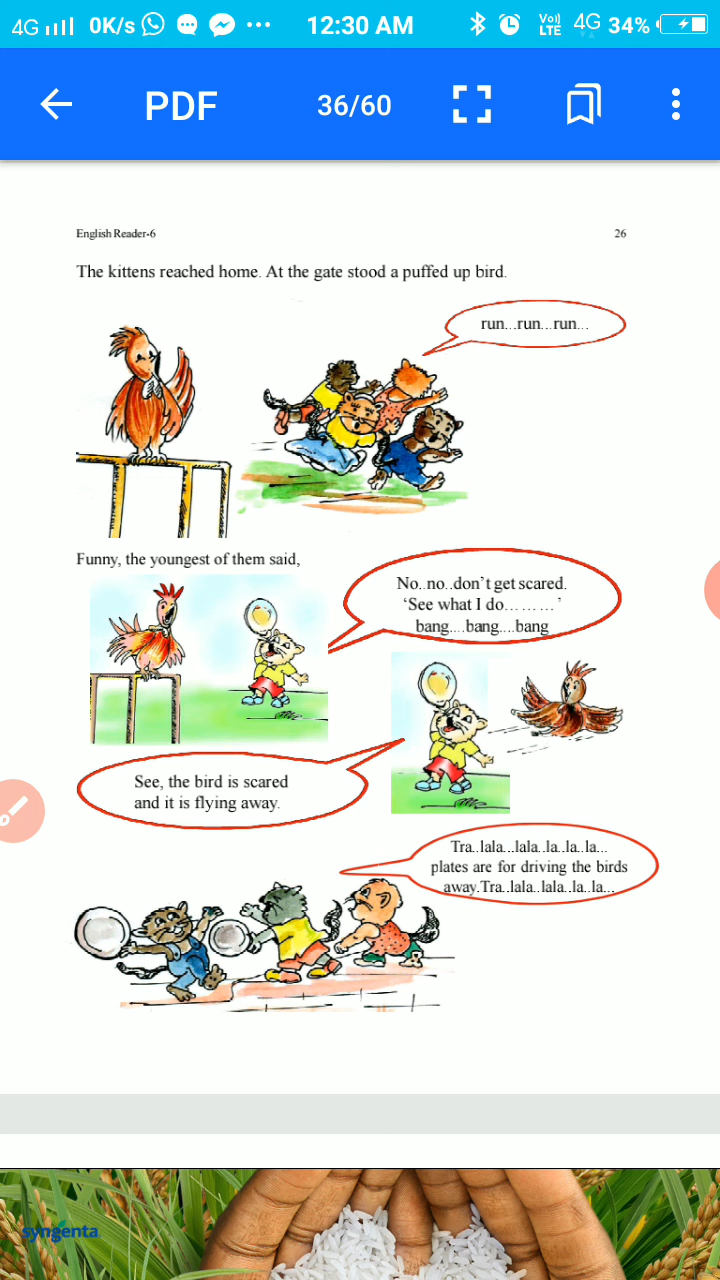 4G 0K/s 12:30 AM Vo)) LTE 4G 34%
PDF 36/60
English Reader-6 26
The kittens reached home. At the gate stood a puffed up bird.
run...run...run...
Funny, the youngest of them said,
No..no..don't get scared.
'See what I do.........'
bang....bang....bang
See, the bird is scared
and it is flying away.
Tra..lala...lala..la..la..la...
plates are for driving the birds
away.Tra..lala..lala..la..la...
syngenta